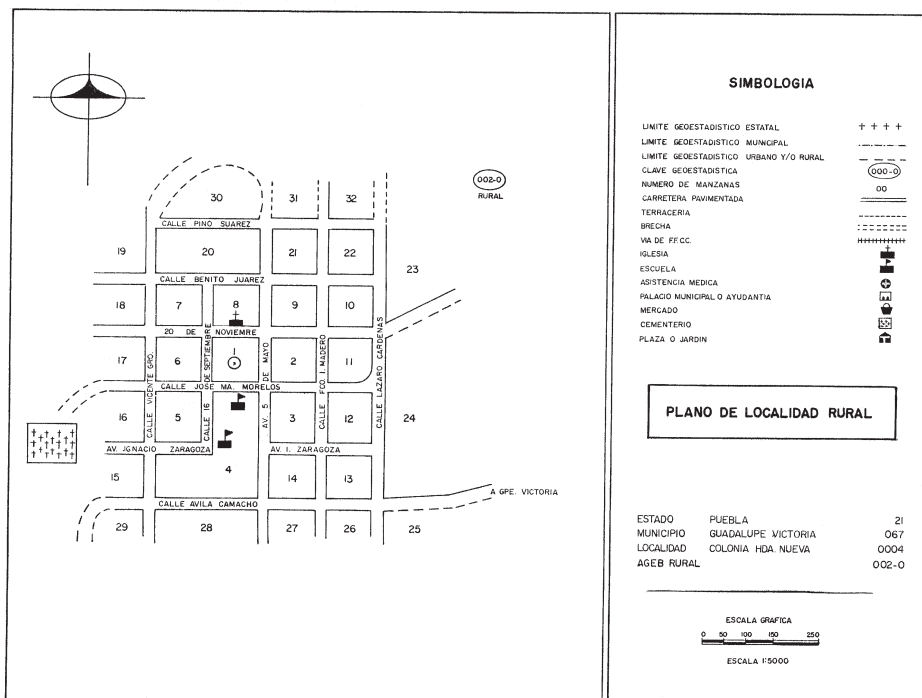 002-0
RURAL
30 31 32
CALLE PINO SUAREZ
19 20 21 22 23
CALLE BENITO JUAREZ
18 7 8 9 10
20 DE NOVIEMRE
17 6 1 2 11
CALLE JOSE MA. MORELOS
CALLE VICENTE GRO.
CALLE 16 DE SEPTIEMBRE
AV. 5 DE MAYO
CALLE FCO. I. MADERO
CALLE LAZARO CARDENAS
16 5 3 12 24
AV. IGNACIO ZARAGOZA
AV. I. ZARAGOZA
15 4 14 13
A GPE. VICTORIA
CALLE AVILA CAMACHO
29 28 27 26 25
SIMBOLOGIA
LIMITE GEOESTADISTICO ESTATAL
LIMITE GEOESTADISTICO MUNICIPAL
LIMITE GEOESTADISTICO URBANO Y/O RURAL
CLAVE GEOESTADISTICA 000-0
NUMERO DE MANZANAS 00
CARRETERA PAVIMENTADA
TERRACERIA
BRECHA
VIA DE FF.CC.
IGLESIA
ESCUELA
ASISTENCIA MEDICA
PALACIO MUNICIPAL O AYUDANTIA
MERCADO
CEMENTERIO
PLAZA O JARDIN
PLANO DE LOCALIDAD RURAL
ESTADO PUEBLA 21
MUNICIPIO GUADALUPE VICTORIA 067
LOCALIDAD COLONIA HDA. NUEVA 0004
AGEB RURAL 002-0
ESCALA GRAFICA
0 50 100 150 250
ESCALA 1:5000